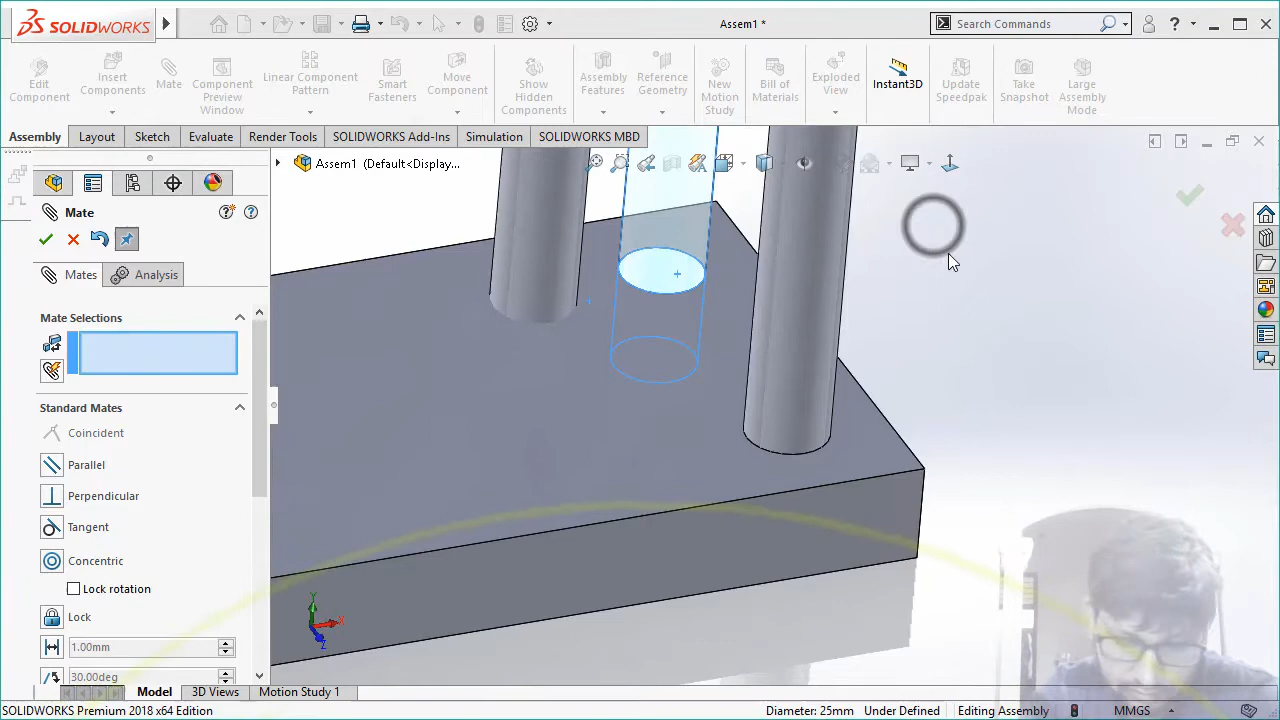 SOLIDWORKS
Assem1 *
Search Commands
?
Edit Component
Insert Components
Mate
Component Preview Window
Linear Component Pattern
Smart Fasteners
Move Component
Show Hidden Components
Assembly Features
Reference Geometry
New Motion Study
Bill of Materials
Exploded View
Instant3D
Update Speedpak
Take Snapshot
Large Assembly Mode
Assembly
Layout
Sketch
Evaluate
Render Tools
SOLIDWORKS Add-Ins
Simulation
SOLIDWORKS MBD
Assem1 (Default<Display...
Mate
Mates
Analysis
Mate Selections
Standard Mates
Coincident
Parallel
Perpendicular
Tangent
Concentric
Lock rotation
Lock
1.00mm
30.00deg
Y
X
Z
Model
3D Views
Motion Study 1
SOLIDWORKS Premium 2018 x64 Edition
Diameter: 25mm
Under Defined
Editing Assembly
MMGS